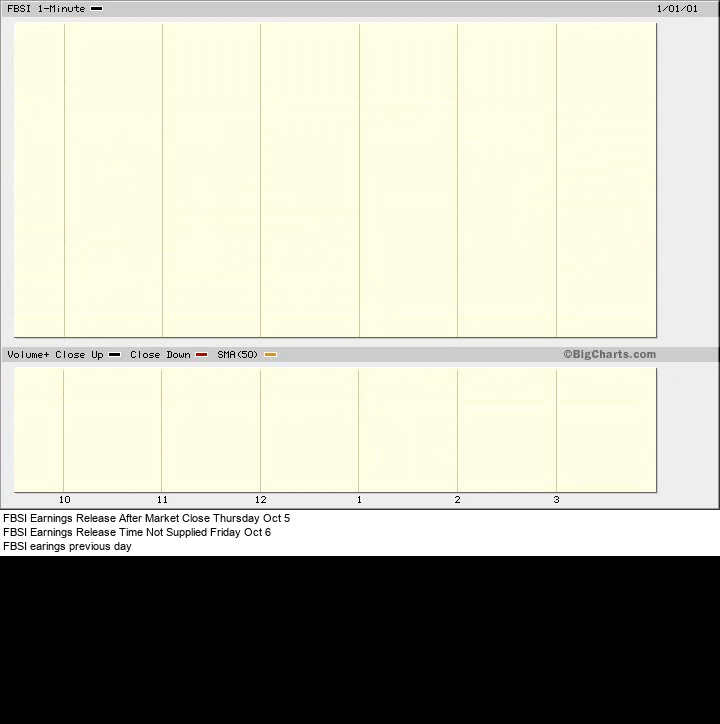 FBSI 1-Minute 1/01/01
Volume+ Close Up Close Down SMA(50) ©BigCharts.com
10 11 12 1 2 3
FBSI Earnings Release After Market Close Thursday Oct 5
FBSI Earnings Release Time Not Supplied Friday Oct 6
FBSI earings previous day